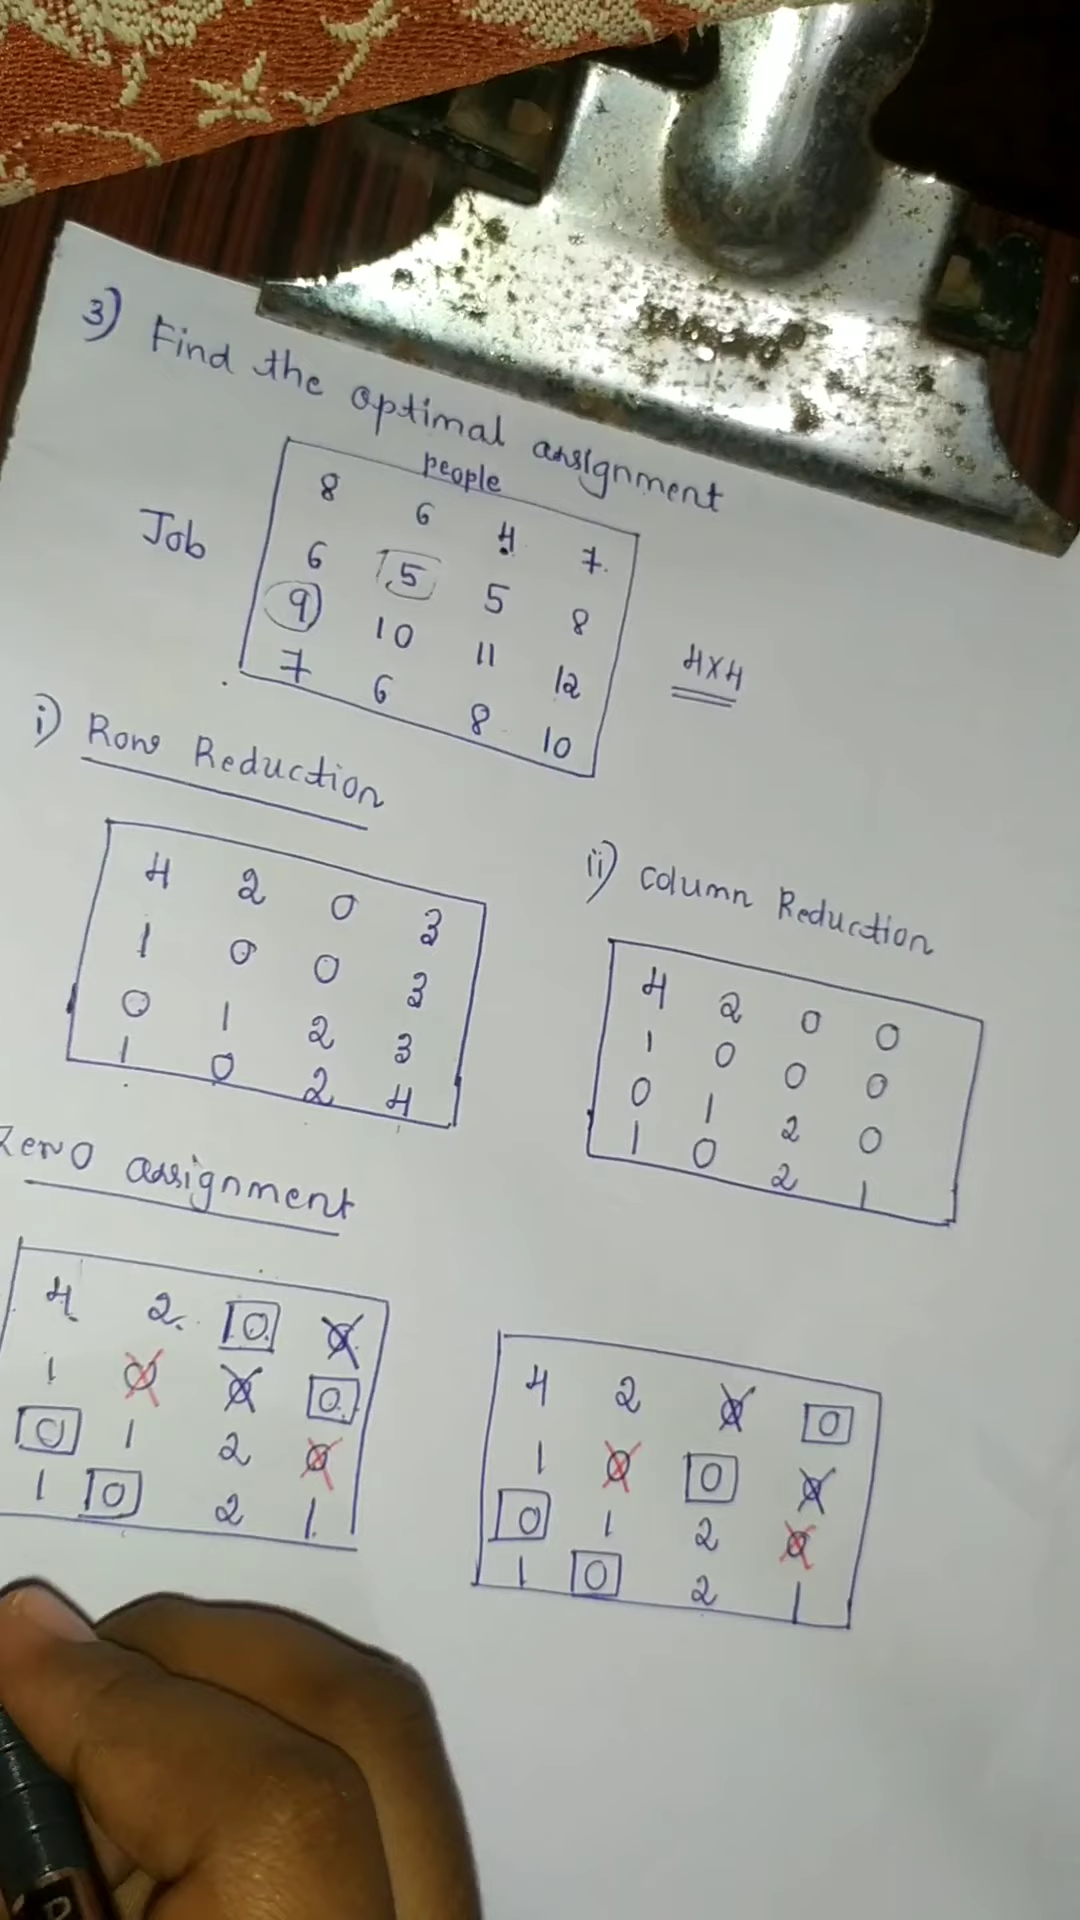 3) Find the optimal assignment
people
Job
8 6 4 7
6 5 5 8
9 10 11 12
7 6 8 10
4x4
i) Row Reduction
4 2 0 3
1 0 0 3
0 1 2 3
1 0 2 4
ii) Column Reduction
4 2 0 0
1 0 0 0
0 1 2 0
1 0 2 1
Zero assignment
4 2 0 0
1 0 0 0
0 1 2 0
1 0 2 1
4 2 0 0
1 0 0 0
0 1 2 0
1 0 2 1